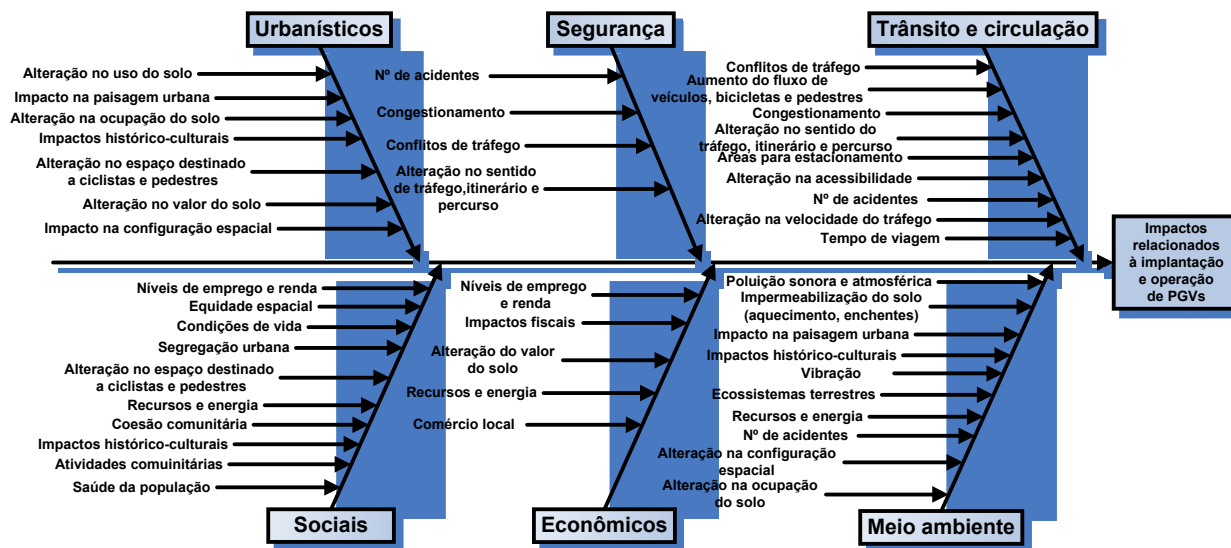 Urbanísticos
Alteração no uso do solo
Impacto na paisagem urbana
Alteração na ocupação do solo
Impactos histórico-culturais
Alteração no espaço destinado
a ciclistas e pedestres
Alteração no valor do solo
Impacto na configuração espacial
Segurança
Nº de acidentes
Congestionamento
Conflitos de tráfego
Alteração no sentido
de tráfego,itinerário e
percurso
Trânsito e circulação
Conflitos de tráfego
Aumento do fluxo de
veículos, bicicletas e pedestres
Congestionamento
Alteração no sentido do
tráfego, itinerário e percurso
Áreas para estacionamento
Alteração na acessibilidade
Nº de acidentes
Alteração na velocidade do tráfego
Tempo de viagem
Impactos
relacionados
à implantação
e operação
de PGVs
Níveis de emprego e renda
Equidade espacial
Condições de vida
Segregação urbana
Alteração no espaço destinado
a ciclistas e pedestres
Recursos e energia
Coesão comunitária
Impactos histórico-culturais
Atividades comuinitárias
Saúde da população
Sociais
Níveis de emprego
e renda
Impactos fiscais
Alteração do valor
do solo
Recursos e energia
Comércio local
Econômicos
Poluição sonora e atmosférica
Impermeabilização do solo
(aquecimento, enchentes)
Impacto na paisagem urbana
Impactos histórico-culturais
Vibração
Ecossistemas terrestres
Recursos e energia
Nº de acidentes
Alteração na configuração
espacial
Alteração na ocupação
do solo
Meio ambiente